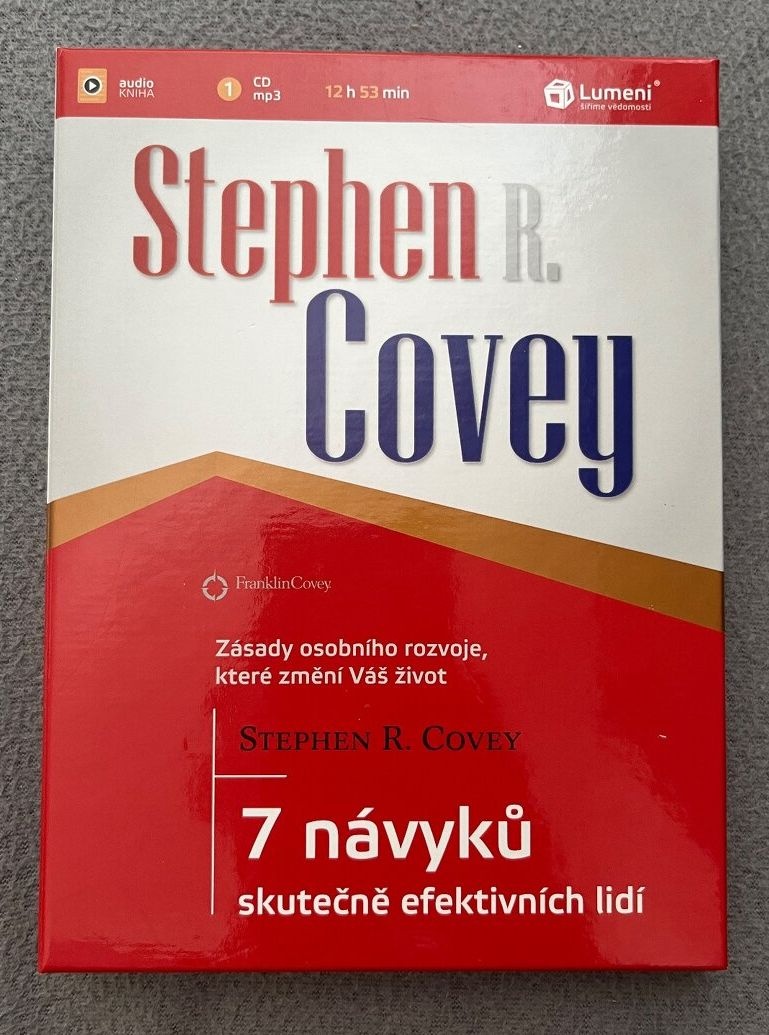 audio
KNIHA
1
CD
mp3
12 h 53 min
Lumeni®
šíříme vědomosti
Stephen R.
Covey
FranklinCovey
Zásady osobního rozvoje,
které změní Váš život
STEPHEN R. COVEY
7 návyků
skutečně efektivních lidí